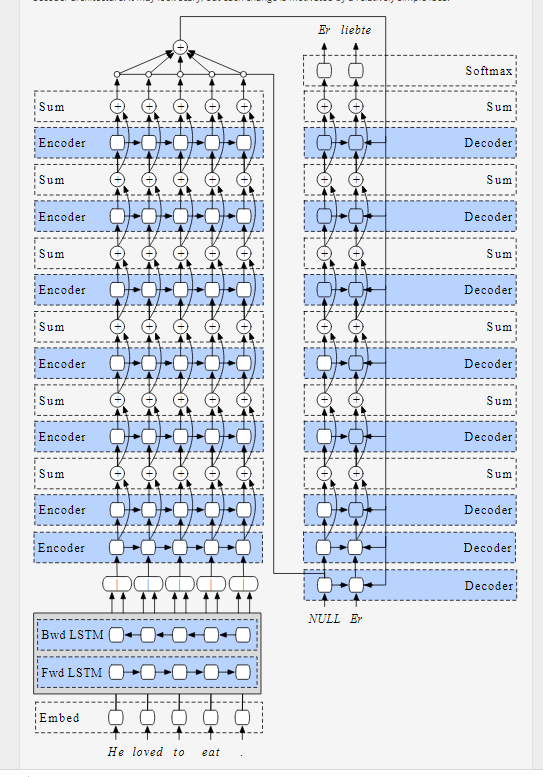 Sum
Encoder
Sum
Encoder
Sum
Encoder
Sum
Encoder
Sum
Encoder
Sum
Encoder
Encoder
Bwd LSTM
Fwd LSTM
Embed
He loved to eat .
Er liebte
Softmax
Sum
Decoder
Sum
Decoder
Sum
Decoder
Sum
Decoder
Sum
Decoder
Sum
Decoder
Decoder
Decoder
NULL Er